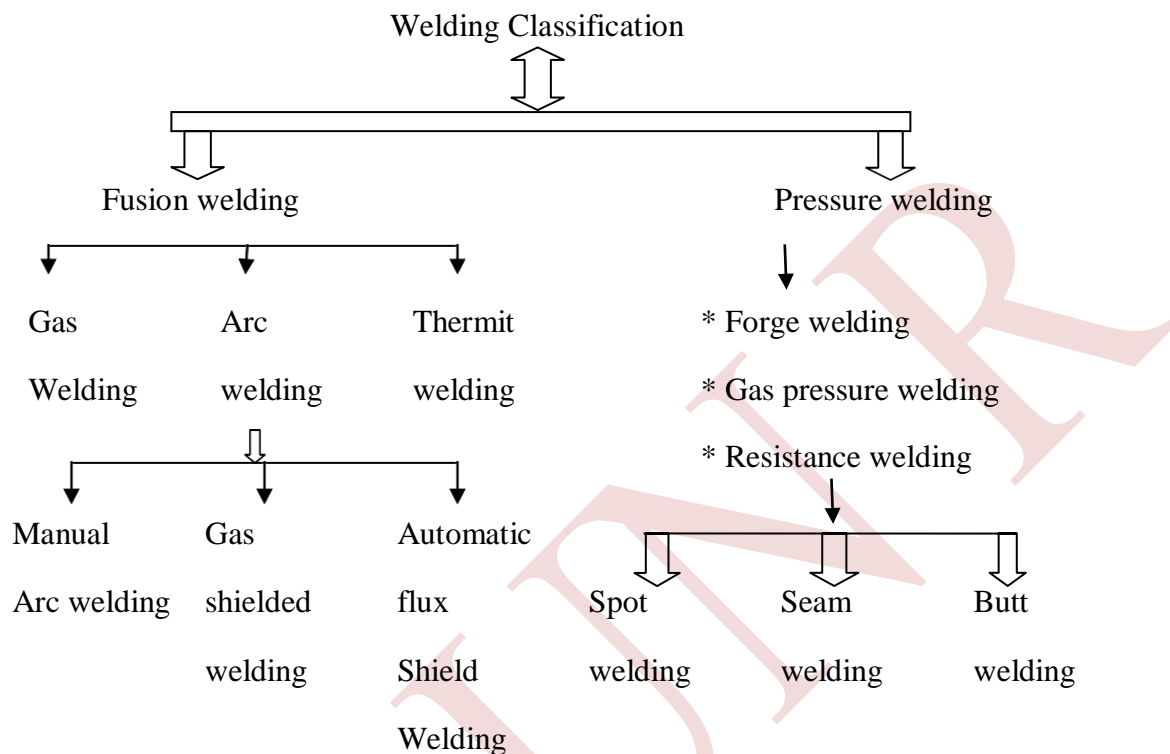 Welding Classification
Fusion welding
Pressure welding
Gas
Welding
Arc
welding
Thermit
welding
* Forge welding
* Gas pressure welding
* Resistance welding
Manual
Arc welding
Gas
shielded
welding
Automatic
flux
Shield
Welding
Spot
welding
Seam
welding
Butt
welding